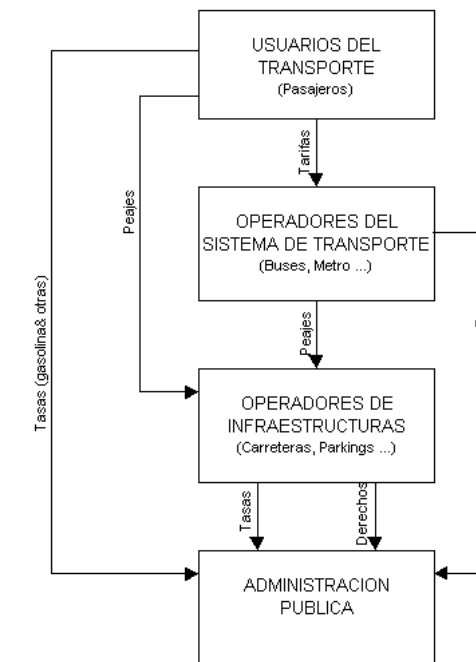 USUARIOS DEL
TRANSPORTE
(Pasajeros)
Tarifas
Peajes
OPERADORES DEL
SISTEMA DE TRANSPORTE
(Buses, Metro ...)
Tasas (gasolina& otras)
Peajes
OPERADORES DE
INFRAESTRUCTURAS
(Carreteras, Parkings ...)
Tasas
Derechos
ADMINISTRACION
PUBLICA